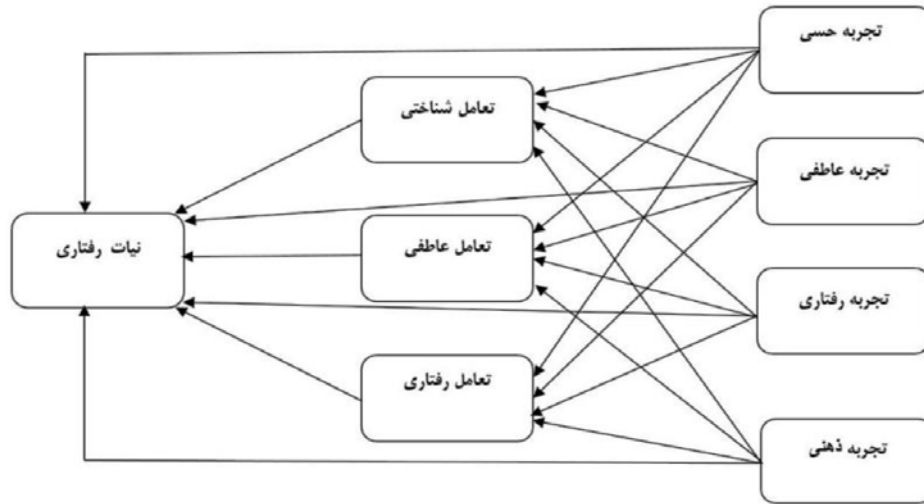 تجربه حسی
تجربه عاطفی
تجربه رفتاری
تجربه ذهنی
تعامل شناختی
تعامل عاطفی
تعامل رفتاری
نیات رفتاری